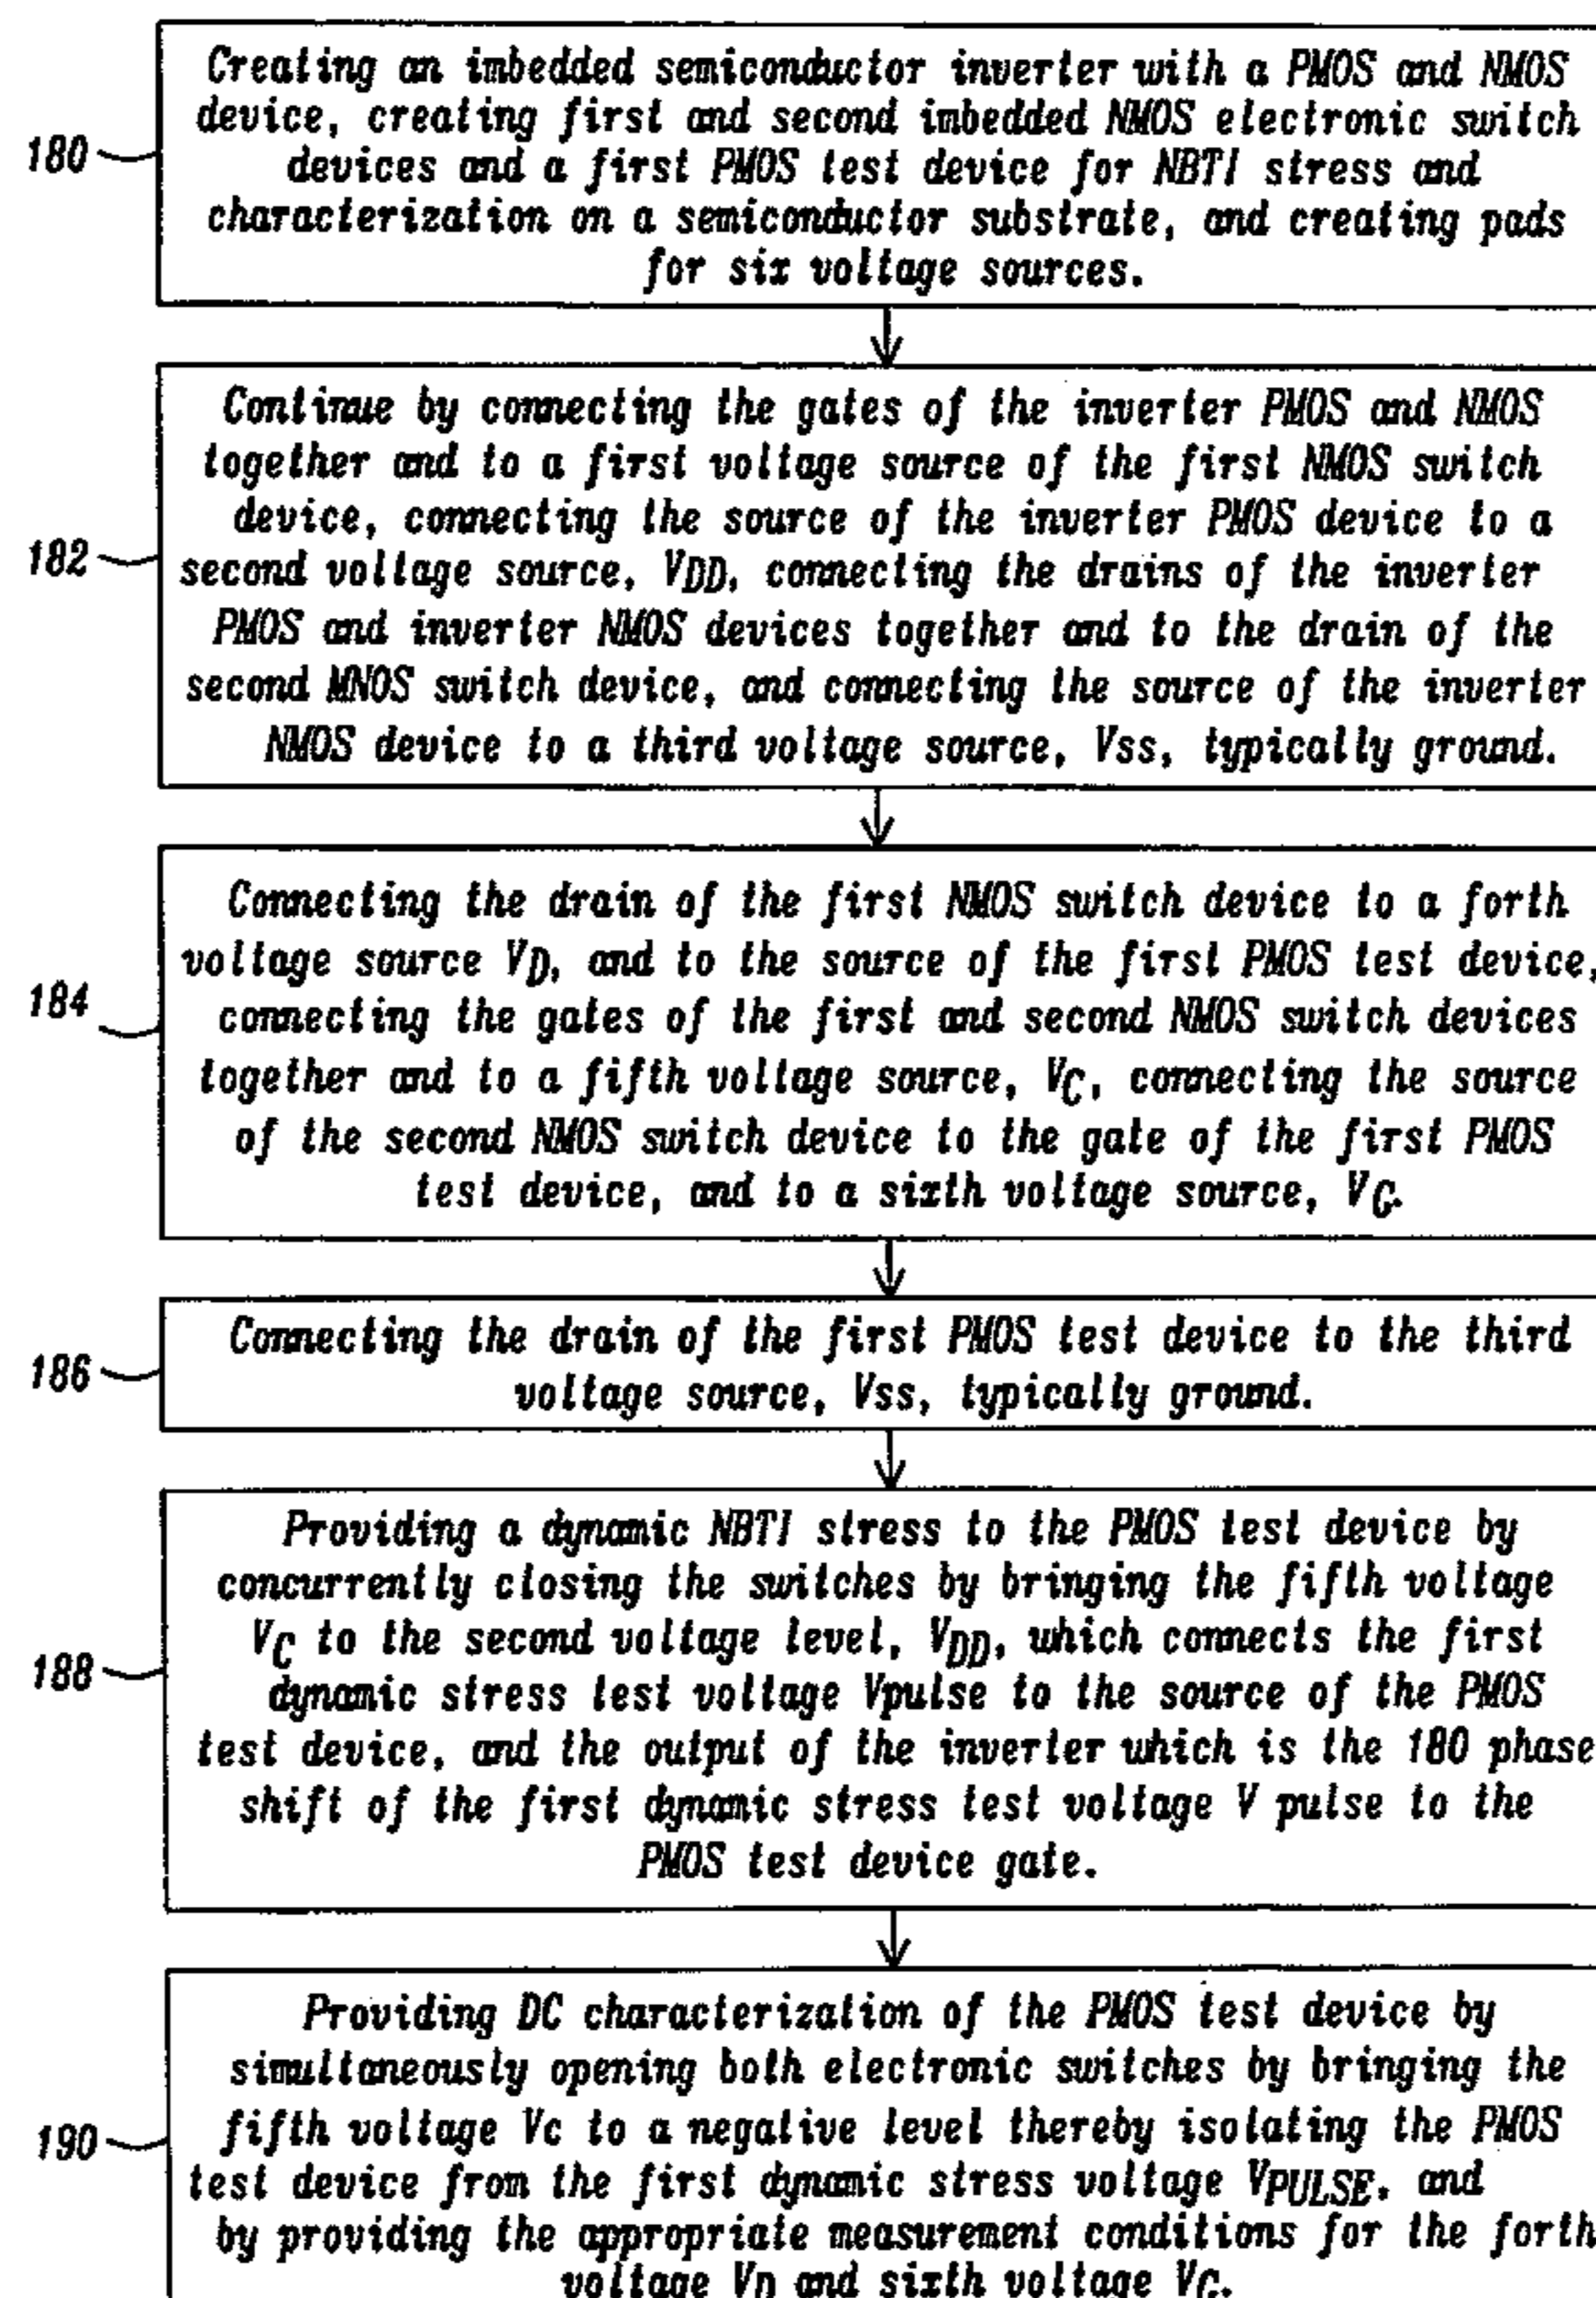 Creating an imbedded semiconductor inverter with a PMOS and NMOS
device, creating first and second imbedded NMOS electronic switch
180
devices and a first PMOS test device for NBTI stress and
characterization on a semiconductor substrate, and creating pads
for six voltage sources.
Continue by connecting the gates of the inverter PMOS and NMOS
together and to a first voltage source of the first NMOS switch
device, connecting the source of the inverter PMOS device to a
182
second voltage source, VDD, connecting the drains of the inverter
PMOS and inverter NMOS devices together and to the drain of the
second MNOS switch device, and connecting the source of the inverter
NMOS device to a third voltage source, Vss, typically ground.
Connecting the drain of the first NMOS switch device to a forth
voltage source VD, and to the source of the first PMOS test device,
184
connecting the gates of the first and second NMOS switch devices
together and to a fifth voltage source, VC, connecting the source
of the second NMOS switch device to the gate of the first PMOS
test device, and to a sixth voltage source, VG.
Connecting the drain of the first PMOS test device to the third
186
voltage source, Vss, typically ground.
Providing a dynamic NBTI stress to the PMOS test device by
concurrently closing the switches by bringing the fifth voltage
VC to the second voltage level, VDD, which connects the first
188
dynamic stress test voltage Vpulse to the source of the PMOS
test device, and the output of the inverter which is the 180 phase
shift of the first dynamic stress test voltage V pulse to the
PMOS test device gate.
Providing DC characterization of the PMOS test device by
simultaneously opening both electronic switches by bringing the
190
fifth voltage Vc to a negative level thereby isolating the PMOS
test device from the first dynamic stress voltage VPULSE, and
by providing the appropriate measurement conditions for the forth
voltage VD and sixth voltage VG.